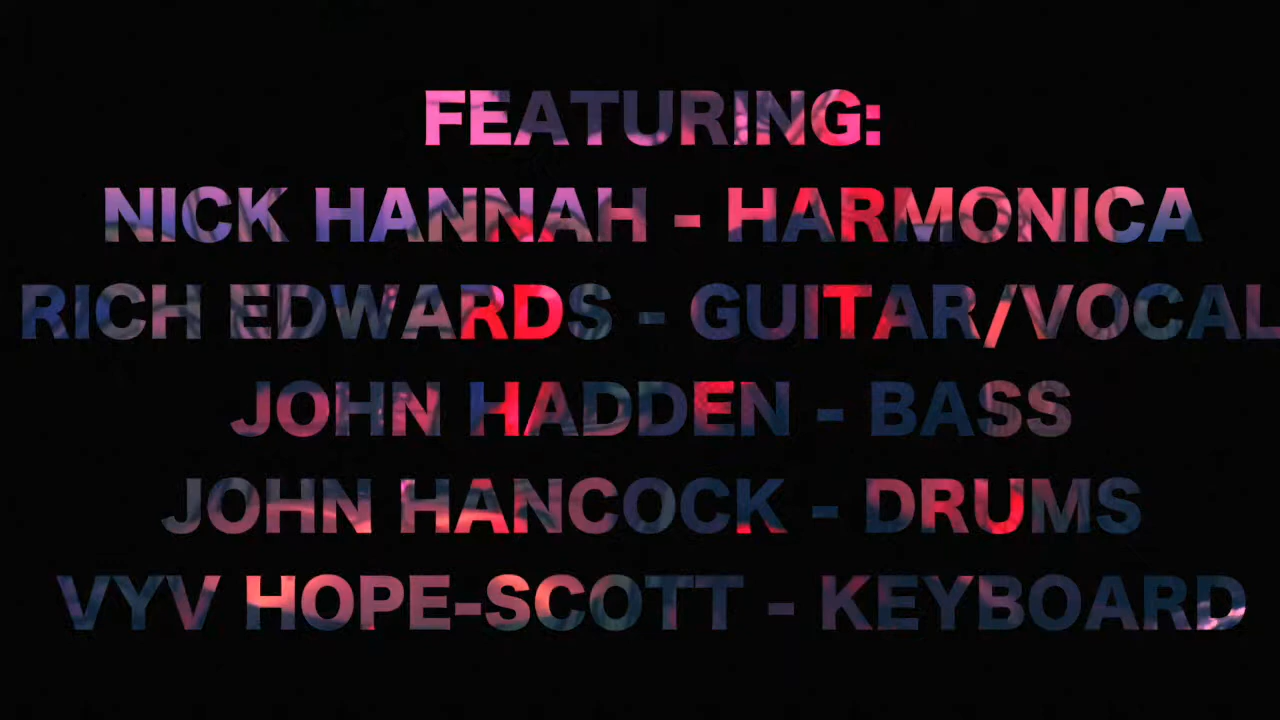 FEATURING:
NICK HANNAH - HARMONICA
RICH EDWARDS - GUITAR/VOCAL
JOHN HADDEN - BASS
JOHN HANCOCK - DRUMS
VYV HOPE-SCOTT - KEYBOARD